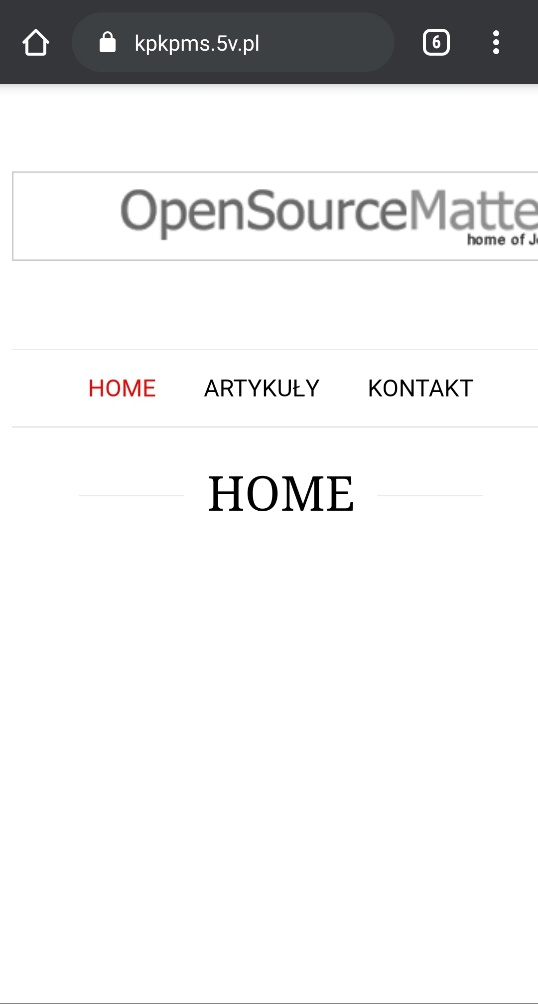 kpkpms.5v.pl
6
OpenSourceMatte
home of J
HOME
ARTYKUŁY
KONTAKT
HOME